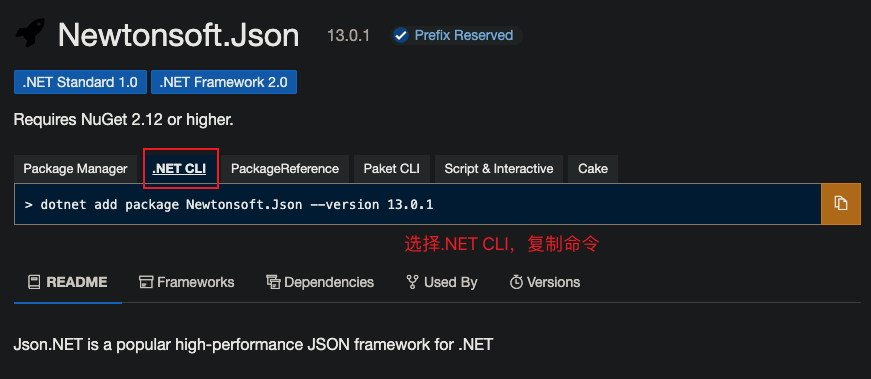 Newtonsoft.Json 13.0.1 Prefix Reserved
.NET Standard 1.0 .NET Framework 2.0
Requires NuGet 2.12 or higher.
Package Manager .NET CLI PackageReference Paket CLI Script & Interactive Cake
> dotnet add package Newtonsoft.Json --version 13.0.1
选择.NET CLI，复制命令
README Frameworks Dependencies Used By Versions
Json.NET is a popular high-performance JSON framework for .NET